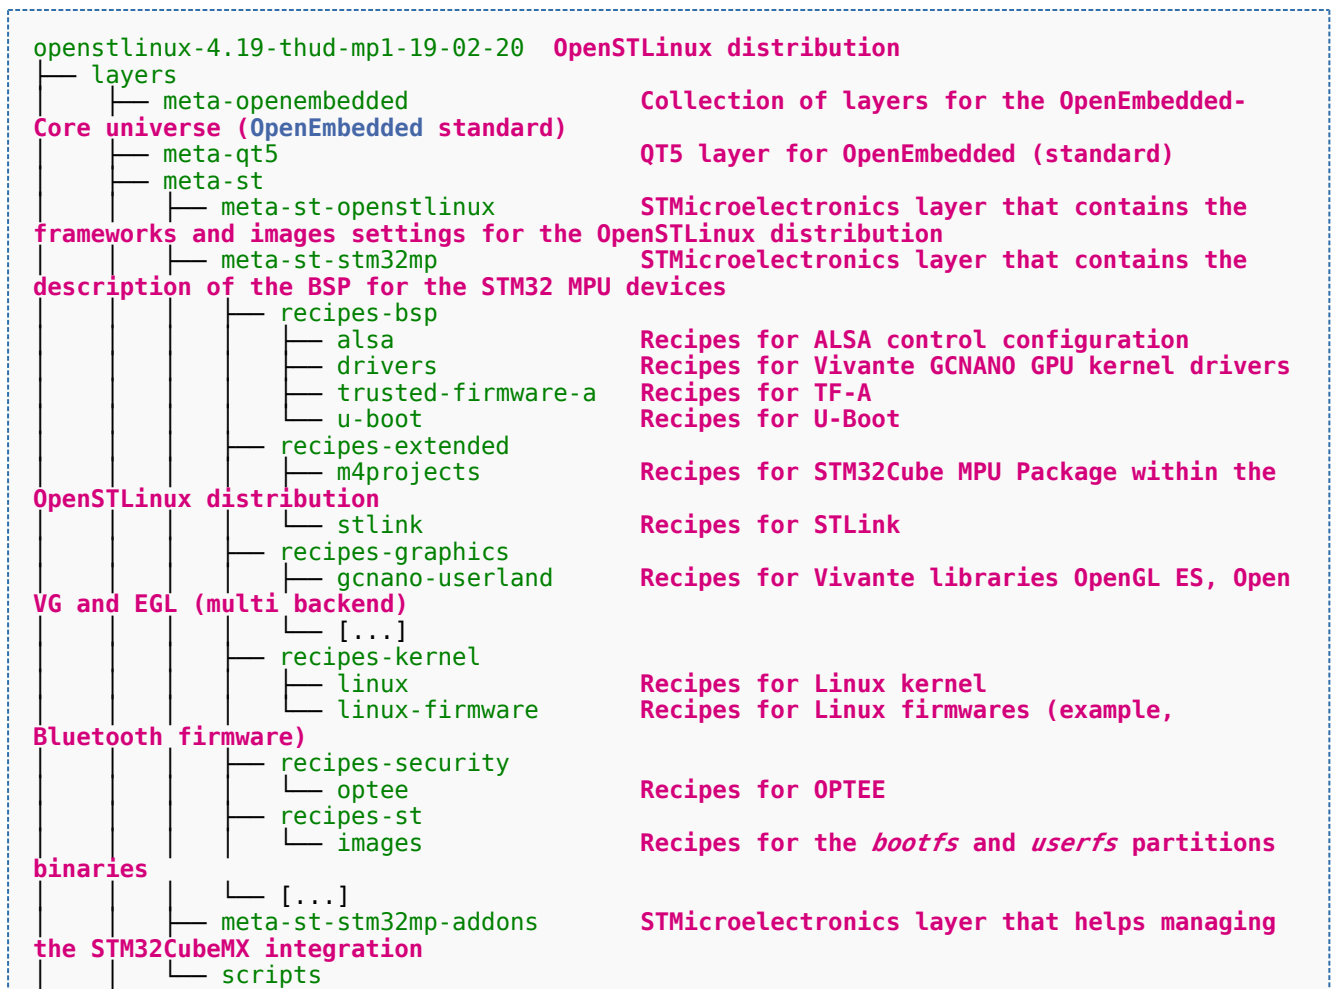 openstlinux-4.19-thud-mp1-19-02-20  OpenSTLinux distribution
├── layers
│    ├── meta-openembedded                Collection of layers for the OpenEmbedded-
Core universe (OpenEmbedded standard)
│    ├── meta-qt5                         QT5 layer for OpenEmbedded (standard)
│    ├── meta-st
│    │   ├── meta-st-openstlinux          STMicroelectronics layer that contains the
frameworks and images settings for the OpenSTLinux distribution
│    │   ├── meta-st-stm32mp              STMicroelectronics layer that contains the
description of the BSP for the STM32 MPU devices
│    │   │   ├── recipes-bsp
│    │   │   │   ├── alsa                 Recipes for ALSA control configuration
│    │   │   │   ├── drivers              Recipes for Vivante GCNANO GPU kernel drivers
│    │   │   │   ├── trusted-firmware-a   Recipes for TF-A
│    │   │   │   └── u-boot               Recipes for U-Boot
│    │   │   ├── recipes-extended
│    │   │   │   ├── m4projects           Recipes for STM32Cube MPU Package within the
OpenSTLinux distribution
│    │   │   │   └── stlink               Recipes for STLink
│    │   │   ├── recipes-graphics
│    │   │   │   ├── gcnano-userland      Recipes for Vivante libraries OpenGL ES, Open
VG and EGL (multi backend)
│    │   │   │   └── [...]
│    │   │   ├── recipes-kernel
│    │   │   │   ├── linux                Recipes for Linux kernel
│    │   │   │   └── linux-firmware       Recipes for Linux firmwares (example,
Bluetooth firmware)
│    │   │   ├── recipes-security
│    │   │   │   └── optee                Recipes for OPTEE
│    │   │   ├── recipes-st
│    │   │   │   └── images               Recipes for the bootfs and userfs partitions
binaries
│    │   │   └── [...]
│    │   ├── meta-st-stm32mp-addons       STMicroelectronics layer that helps managing
the STM32CubeMX integration
│    │   └── scripts